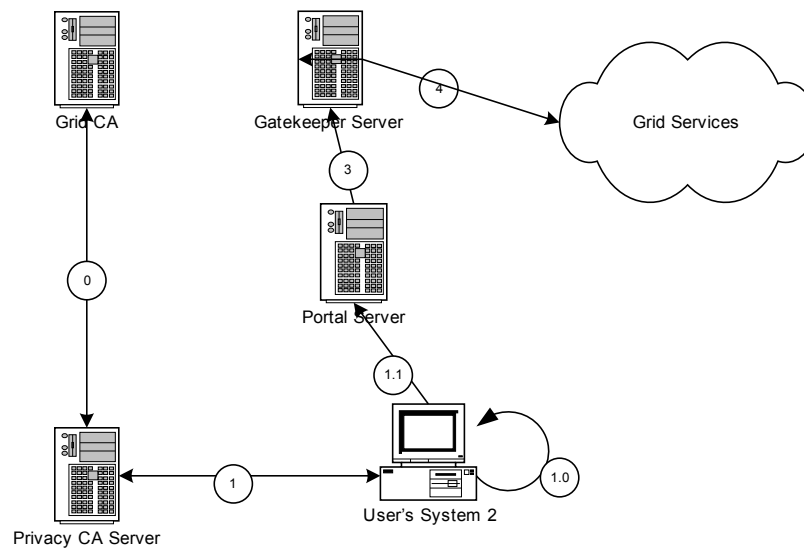 Grid CA
Gatekeeper Server
4
Grid Services
3
0
Portal Server
1.1
1
1.0
User's System 2
Privacy CA Server